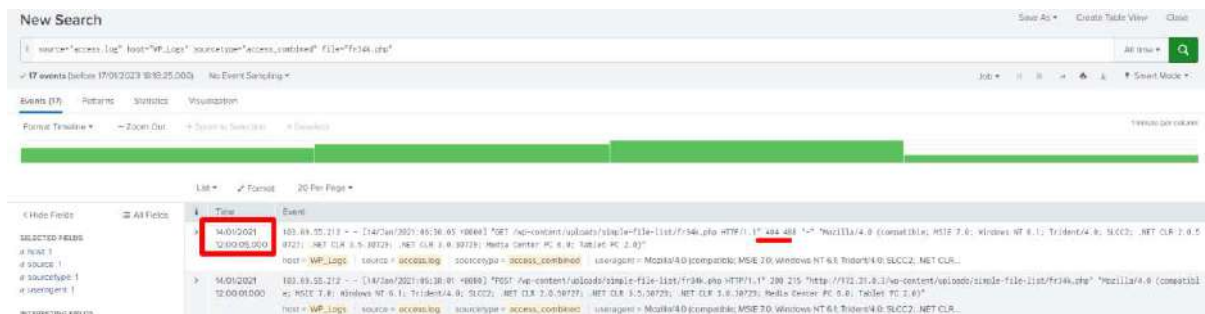 New Search
Save As ▾ Create Table View Close
source="access.log" host="WP_Logs" sourcetype="access_combined" file="fr34k.php"
All time ▾
✓ 17 events (before 17/01/2023 18:18:25.000) No Event Sampling ▾
Job ▾ Smart Mode ▾
Events (17) Patterns Statistics Visualization
Format Timeline ▾ – Zoom Out + Zoom to Selection × Deselect
1 minute per column
List ▾ Format 20 Per Page ▾
< Hide Fields All Fields
i Time Event
SELECTED FIELDS
a host 1
a source 1
a sourcetype 1
a useragent 1
INTERESTING FIELDS
> 14/01/2021 12:00:05.000
103.69.55.212 - - [14/Jan/2021:06:30:05 +0000] "GET /wp-content/uploads/simple-file-list/fr34k.php HTTP/1.1" 404 488 "-" "Mozilla/4.0 (compatible; MSIE 7.0; Windows NT 6.1; Trident/4.0; SLCC2; .NET CLR 2.0.5
0727; .NET CLR 3.5.30729; .NET CLR 3.0.30729; Media Center PC 6.0; Tablet PC 2.0)"
host = WP_Logs source = access.log sourcetype = access_combined useragent = Mozilla/4.0 (compatible; MSIE 7.0; Windows NT 6.1; Trident/4.0; SLCC2; .NET CLR...
> 14/01/2021 12:00:01.000
103.69.55.212 - - [14/Jan/2021:06:30:01 +0000] "POST /wp-content/uploads/simple-file-list/fr34k.php HTTP/1.1" 200 215 "http://172.21.0.3/wp-content/uploads/simple-file-list/fr34k.php" "Mozilla/4.0 (compatibl
e; MSIE 7.0; Windows NT 6.1; Trident/4.0; SLCC2; .NET CLR 2.0.50727; .NET CLR 3.5.30729; .NET CLR 3.0.30729; Media Center PC 6.0; Tablet PC 2.0)"
host = WP_Logs source = access.log sourcetype = access_combined useragent = Mozilla/4.0 (compatible; MSIE 7.0; Windows NT 6.1; Trident/4.0; SLCC2; .NET CLR...